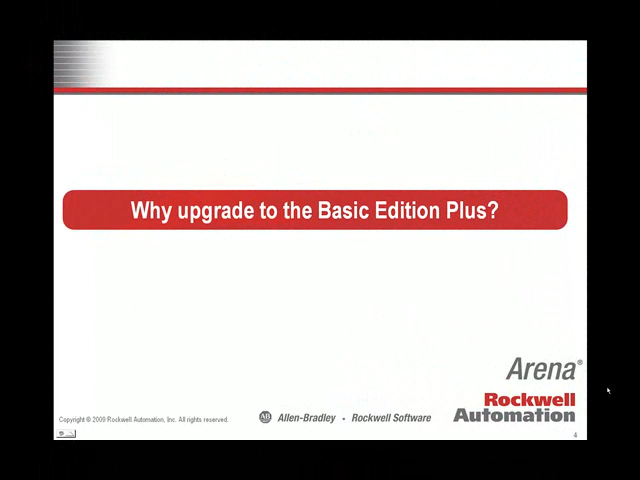 Why upgrade to the Basic Edition Plus?
Arena®
Rockwell
Automation
Copyright © 2009 Rockwell Automation, Inc. All rights reserved.
AB Allen-Bradley • Rockwell Software
4